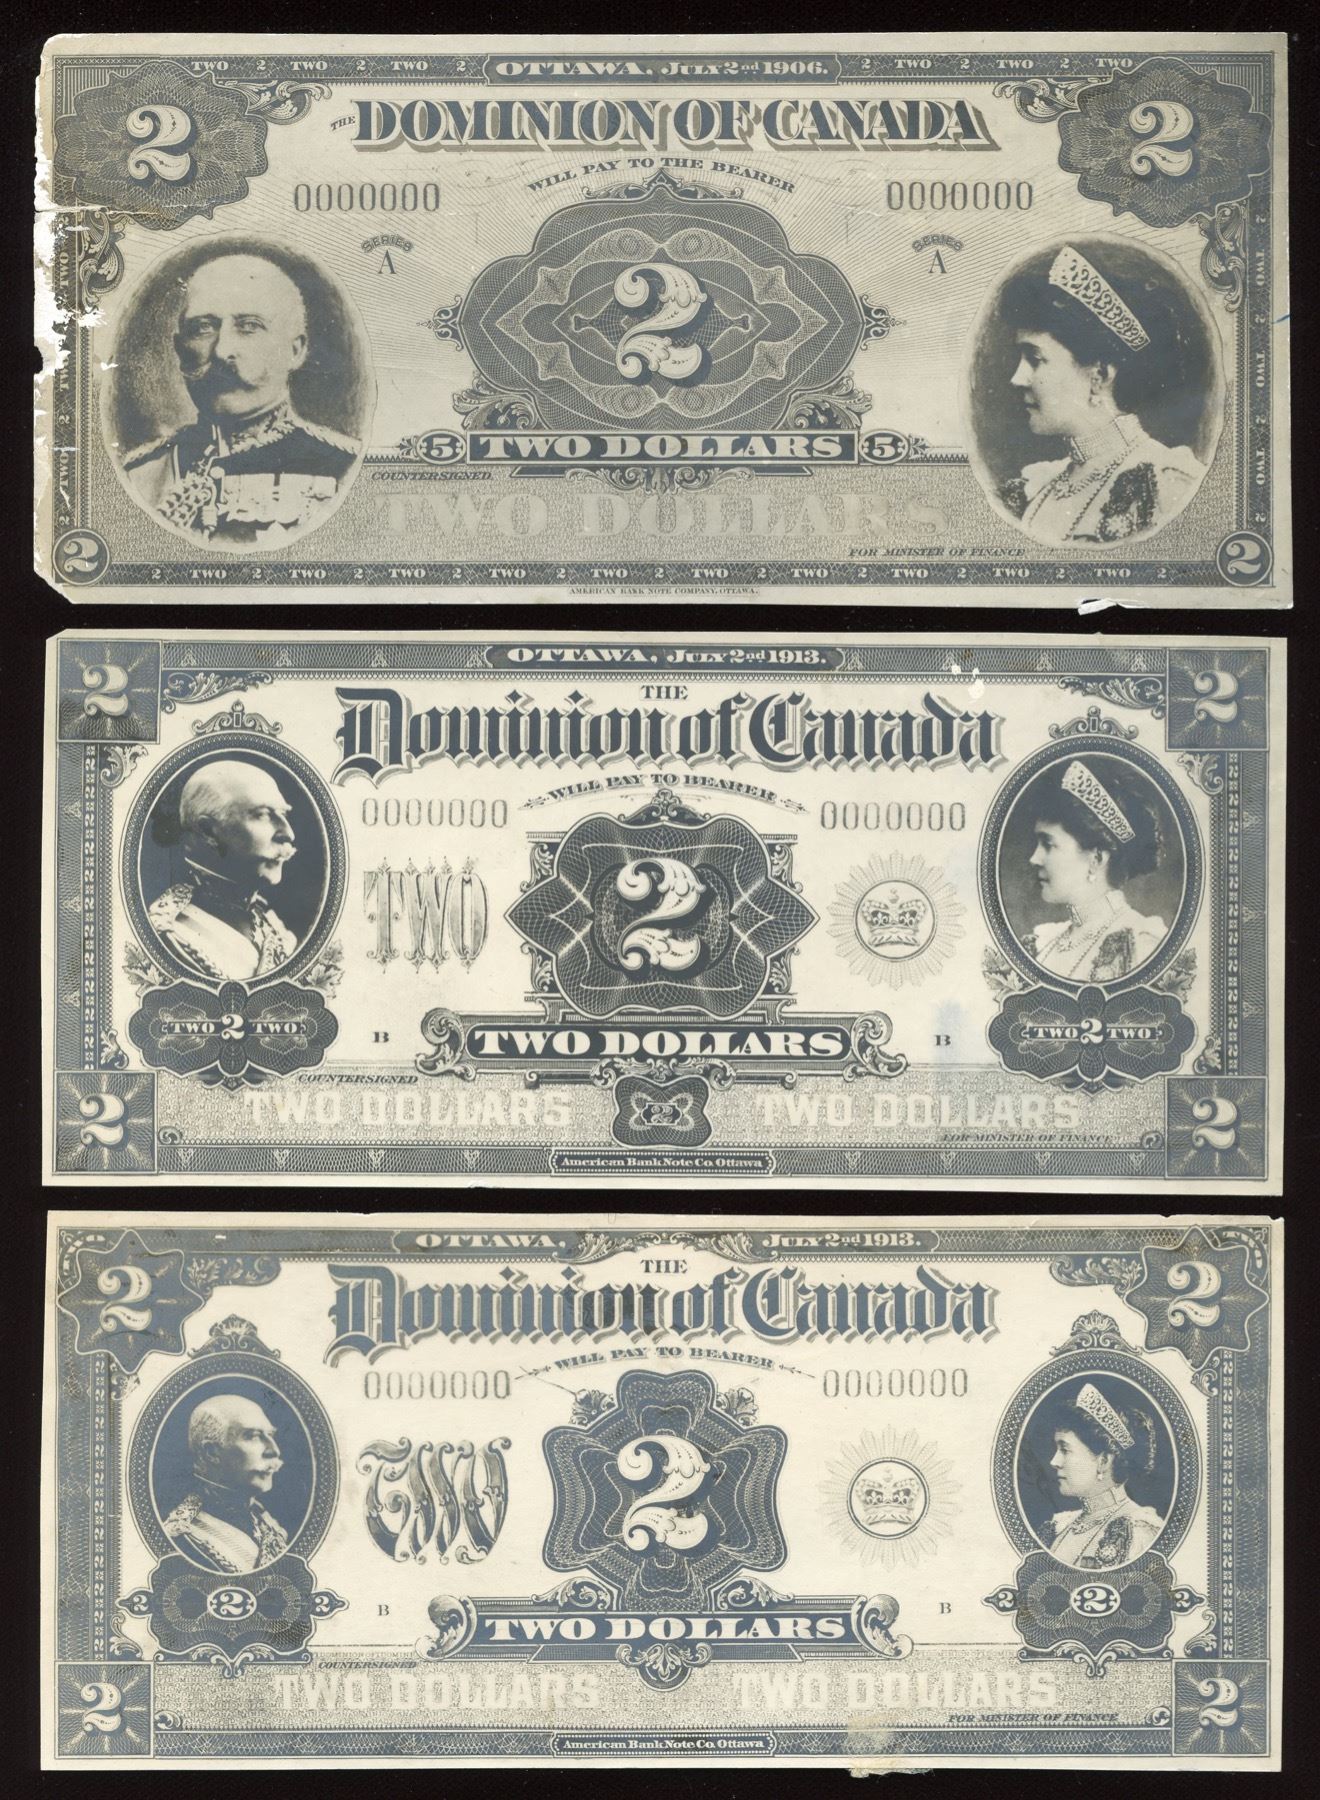 TWO 2 TWO 2 TWO 2 OTTAWA, July 2nd 1906. 2 TWO 2 TWO 2 TWO
2 THE DOMINION OF CANADA 2
WILL PAY TO THE BEARER
0000000 0000000
SERIES A SERIES A
2
5 TWO DOLLARS 5
COUNTERSIGNED.
TWO DOLLARS
FOR MINISTER OF FINANCE
2 2
2 TWO 2 TWO 2 TWO 2 TWO 2 TWO 2 TWO 2 TWO 2 TWO 2 TWO 2 TWO 2
AMERICAN BANK NOTE COMPANY, OTTAWA.
OTTAWA, July 2nd 1913.
2 THE 2
Dominion of Canada
WILL PAY TO BEARER
0000000 0000000
TWO 2
TWO 2 TWO TWO 2 TWO
B TWO DOLLARS B
COUNTERSIGNED
TWO DOLLARS 2 TWO DOLLARS
2 2
FOR MINISTER OF FINANCE
American Bank Note Co. Ottawa
TWO OTTAWA, July 2nd 1913. TWO
2 THE 2
Dominion of Canada
WILL PAY TO BEARER
0000000 0000000
TWO 2
2 2 2 2 2 2
B TWO DOLLARS B
COUNTERSIGNED
TWO DOLLARS TWO DOLLARS
2 2
FOR MINISTER OF FINANCE
American Bank Note Co. Ottawa